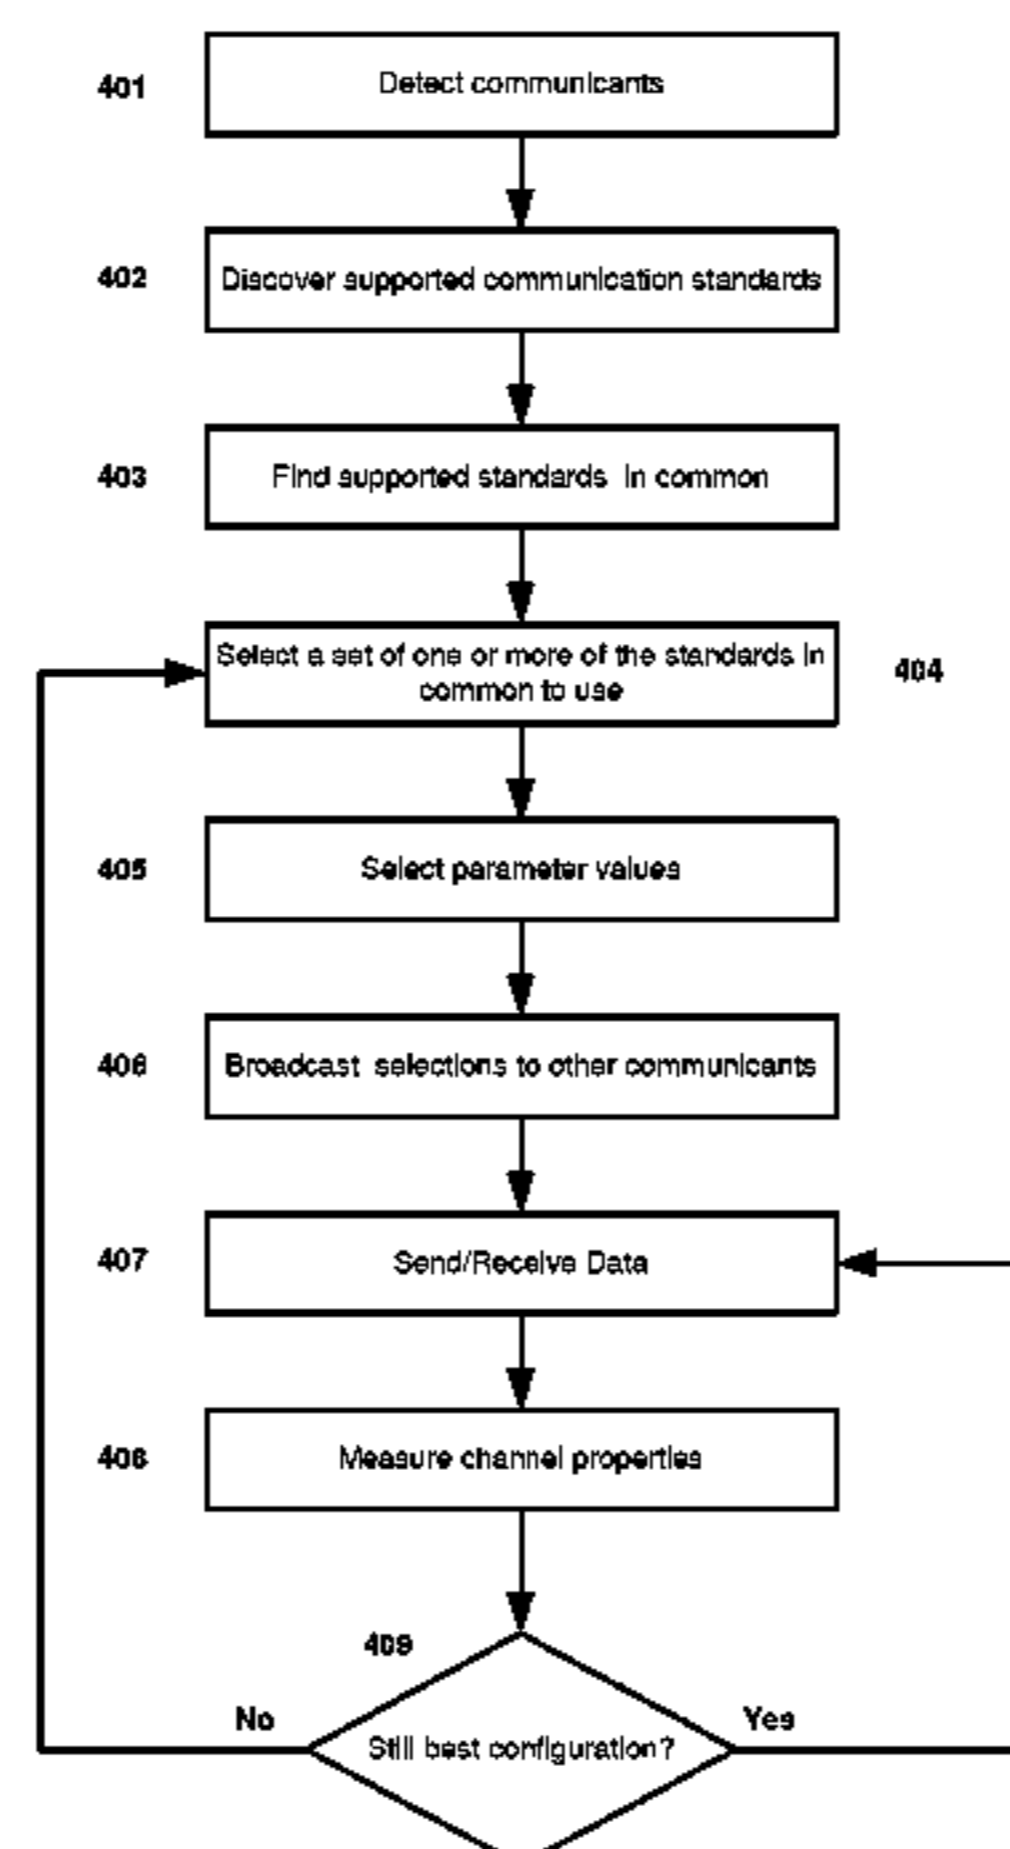 401
Detect communicants
402
Discover supported communication standards
403
Find supported standards in common
Select a set of one or more of the standards in
common to use
404
405
Select parameter values
406
Broadcast selections to other communicants
407
Send/Receive Data
408
Measure channel properties
409
No
Yes
Still best configuration?